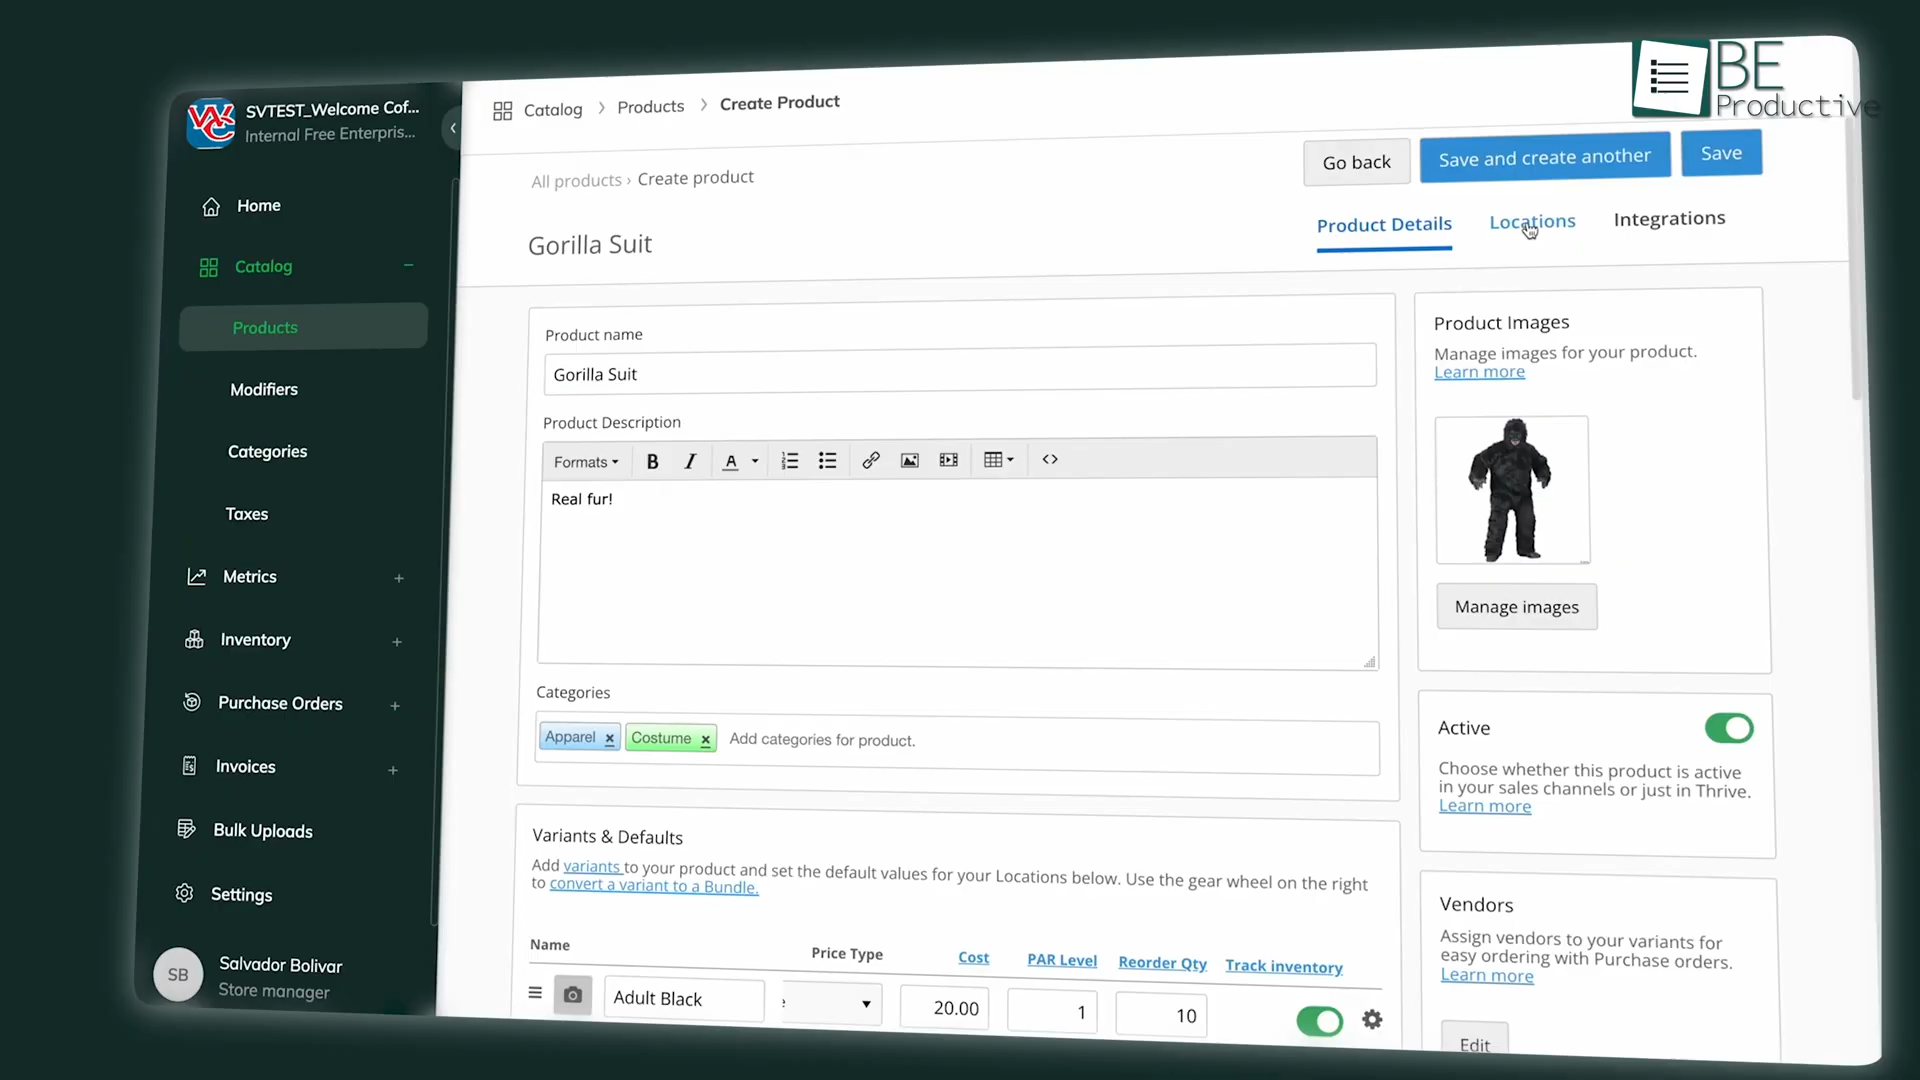 BE
Productive
SVTEST_Welcome Cof...
Internal Free Enterpris...
Home
Catalog
Products
Modifiers
Categories
Taxes
Metrics
Inventory
Purchase Orders
Invoices
Bulk Uploads
Settings
SB
Salvador Bolivar
Store manager
Catalog > Products > Create Product
All products › Create product
Go back
Save and create another
Save
Gorilla Suit
Product Details
Locations
Integrations
Product name
Gorilla Suit
Product Description
Formats
B I A
Real fur!
Categories
Apparel x Costume x Add categories for product.
Variants & Defaults
Add variants to your product and set the default values for your Locations below. Use the gear wheel on the right
to convert a variant to a Bundle.
Name Price Type Cost PAR Level Reorder Qty Track inventory
Adult Black 20.00 1 10
Product Images
Manage images for your product.
Learn more
Manage images
Active
Choose whether this product is active
in your sales channels or just in Thrive.
Learn more
Vendors
Assign vendors to your variants for
easy ordering with Purchase orders.
Learn more
Edit